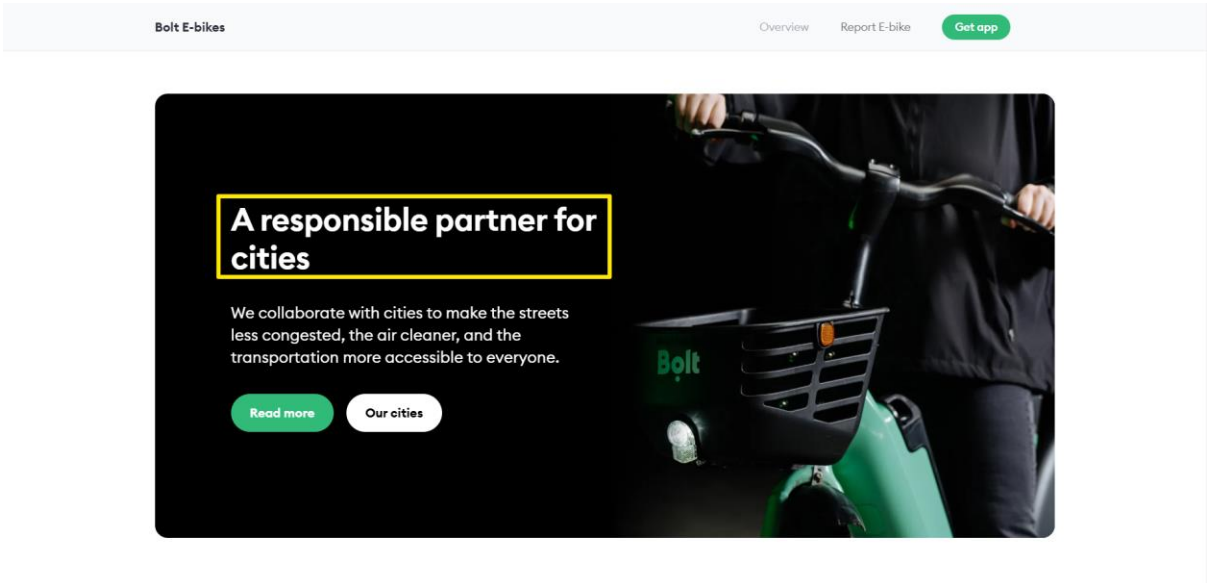 Bolt E-bikes
Overview
Report E-bike
Get app
A responsible partner for
cities
We collaborate with cities to make the streets
less congested, the air cleaner, and the
transportation more accessible to everyone.
Read more
Our cities
Bolt